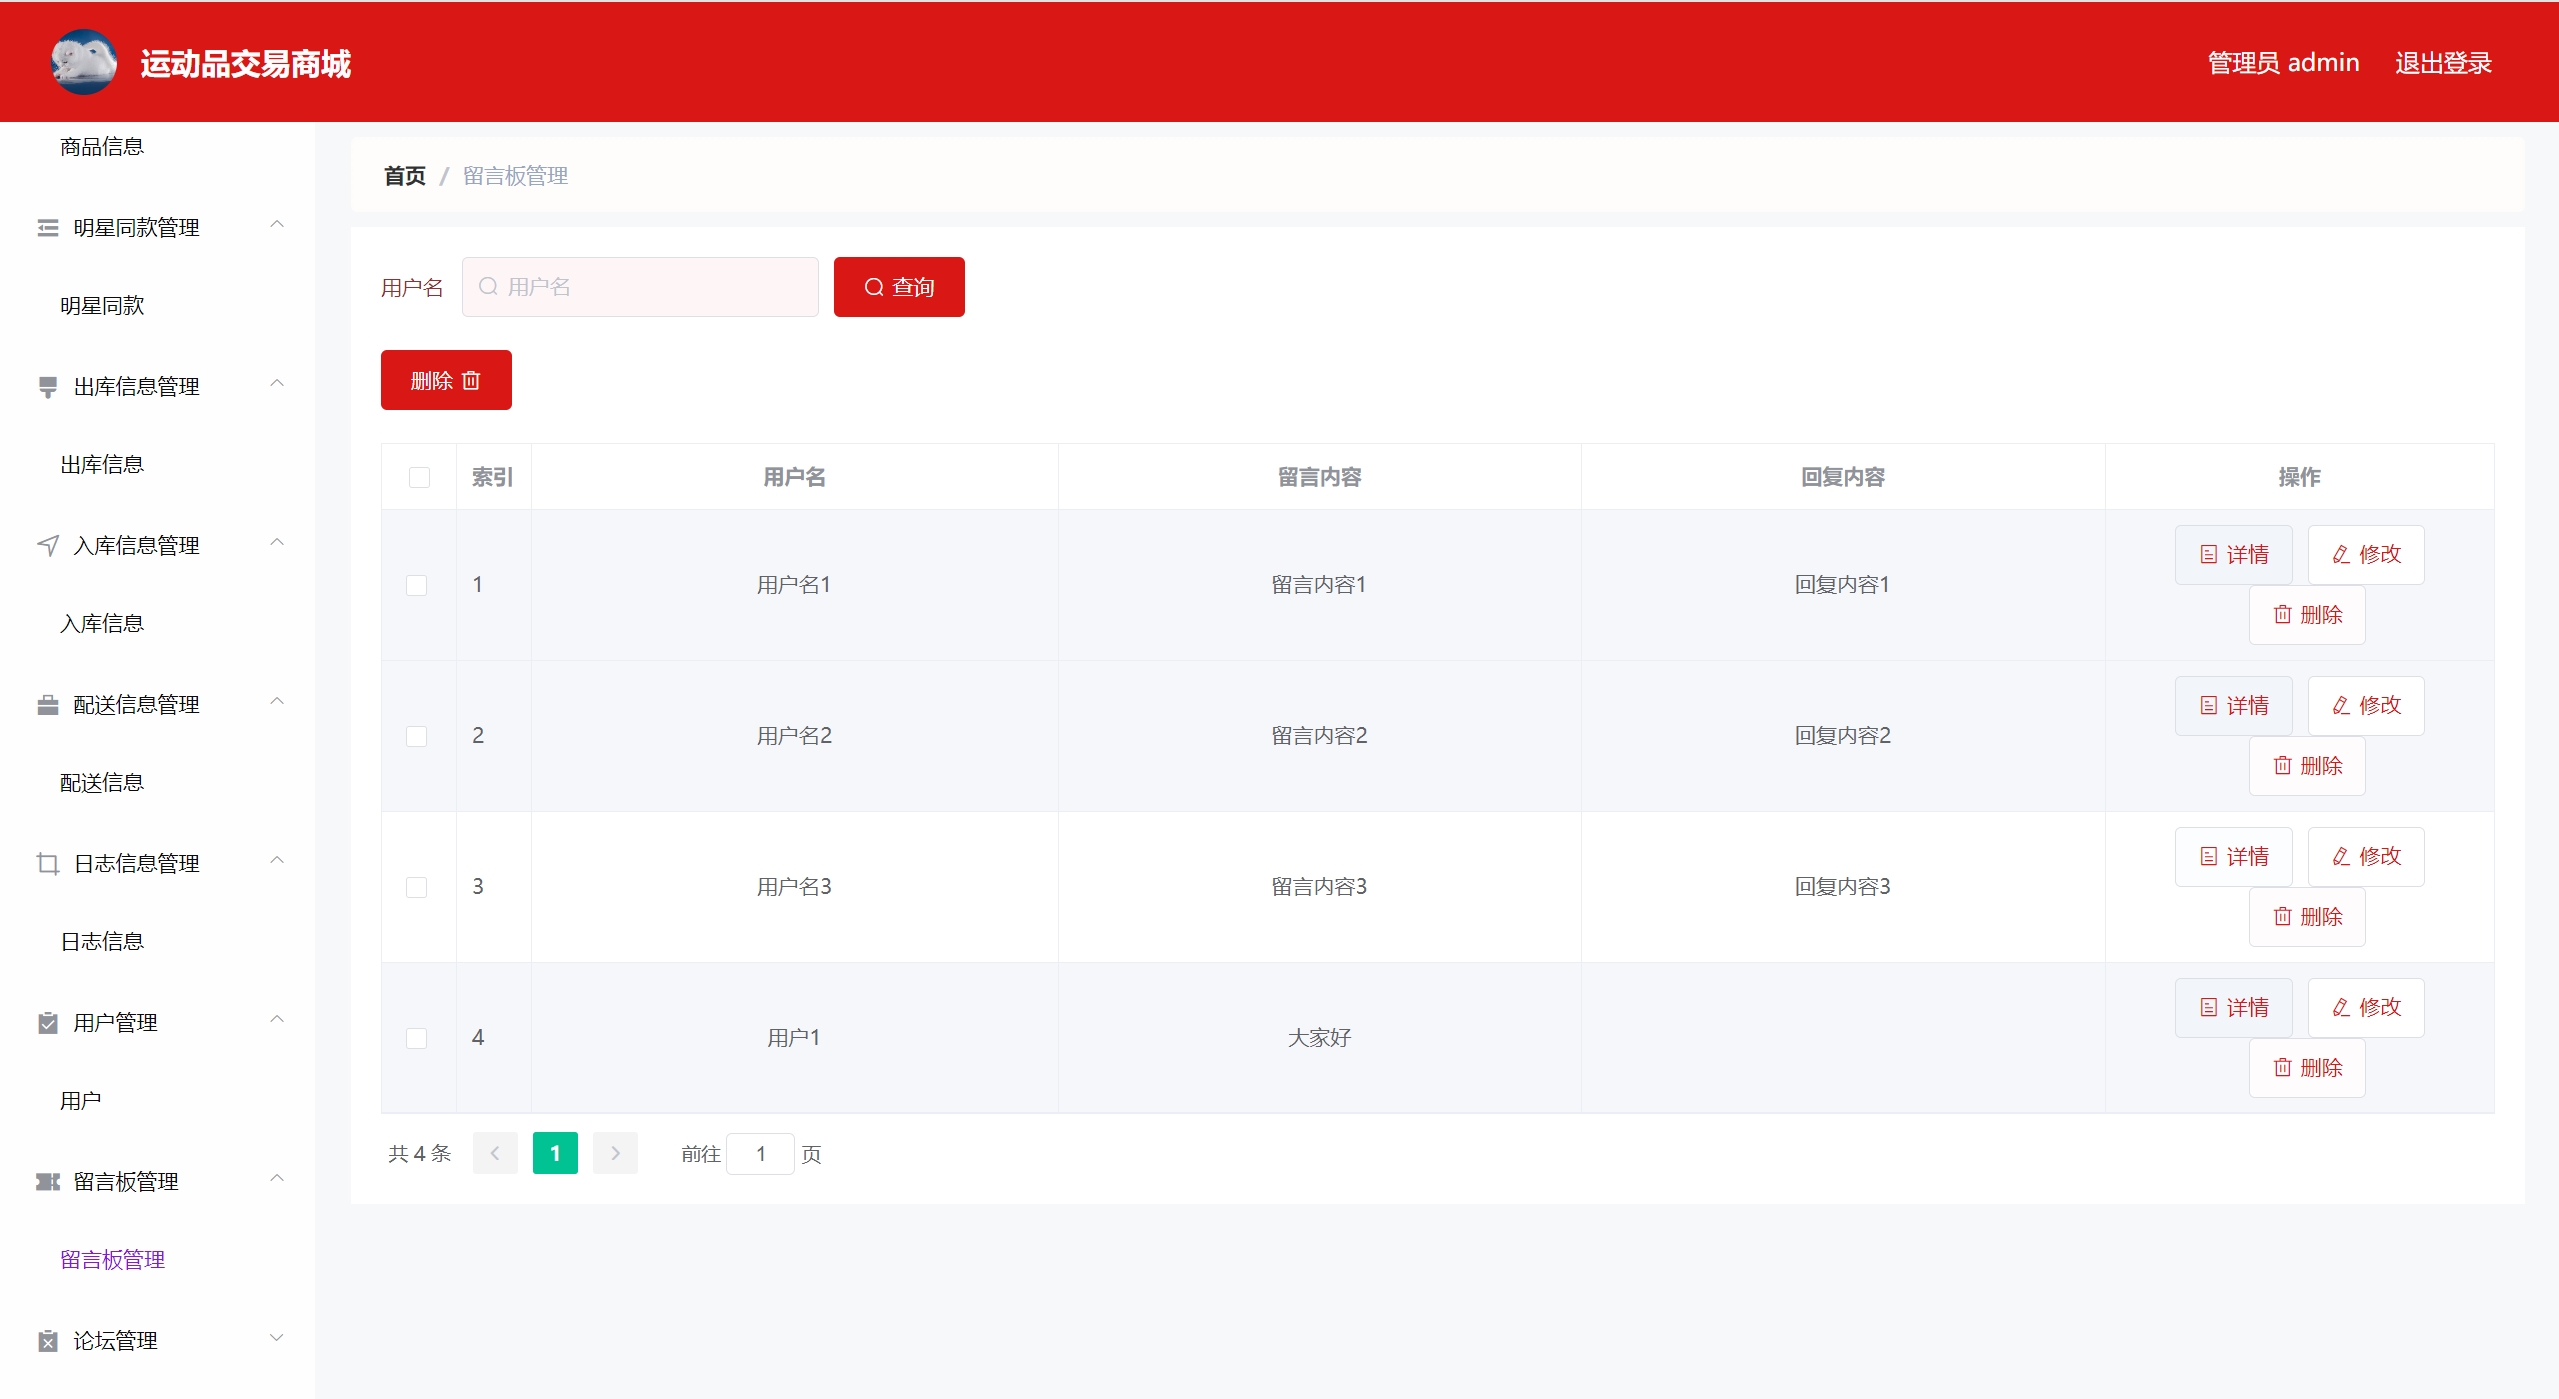 运动品交易商城
管理员 admin 退出登录
商品信息
明星同款管理
明星同款
出库信息管理
出库信息
入库信息管理
入库信息
配送信息管理
配送信息
日志信息管理
日志信息
用户管理
用户
留言板管理
留言板管理
论坛管理
首页 / 留言板管理
用户名 用户名 查询
删除
索引 用户名 留言内容 回复内容 操作
1 用户名1 留言内容1 回复内容1 详情 修改
删除
2 用户名2 留言内容2 回复内容2 详情 修改
删除
3 用户名3 留言内容3 回复内容3 详情 修改
删除
4 用户1 大家好 详情 修改
删除
共 4 条 1 前往 1 页